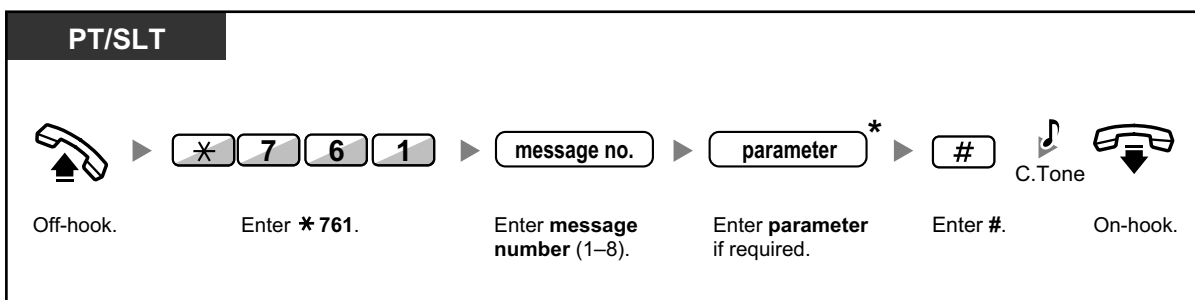 PT/SLT
* 7 6 1 message no. parameter* # C.Tone
Off-hook. Enter *761. Enter message Enter parameter Enter #. On-hook.
number (1–8). if required.